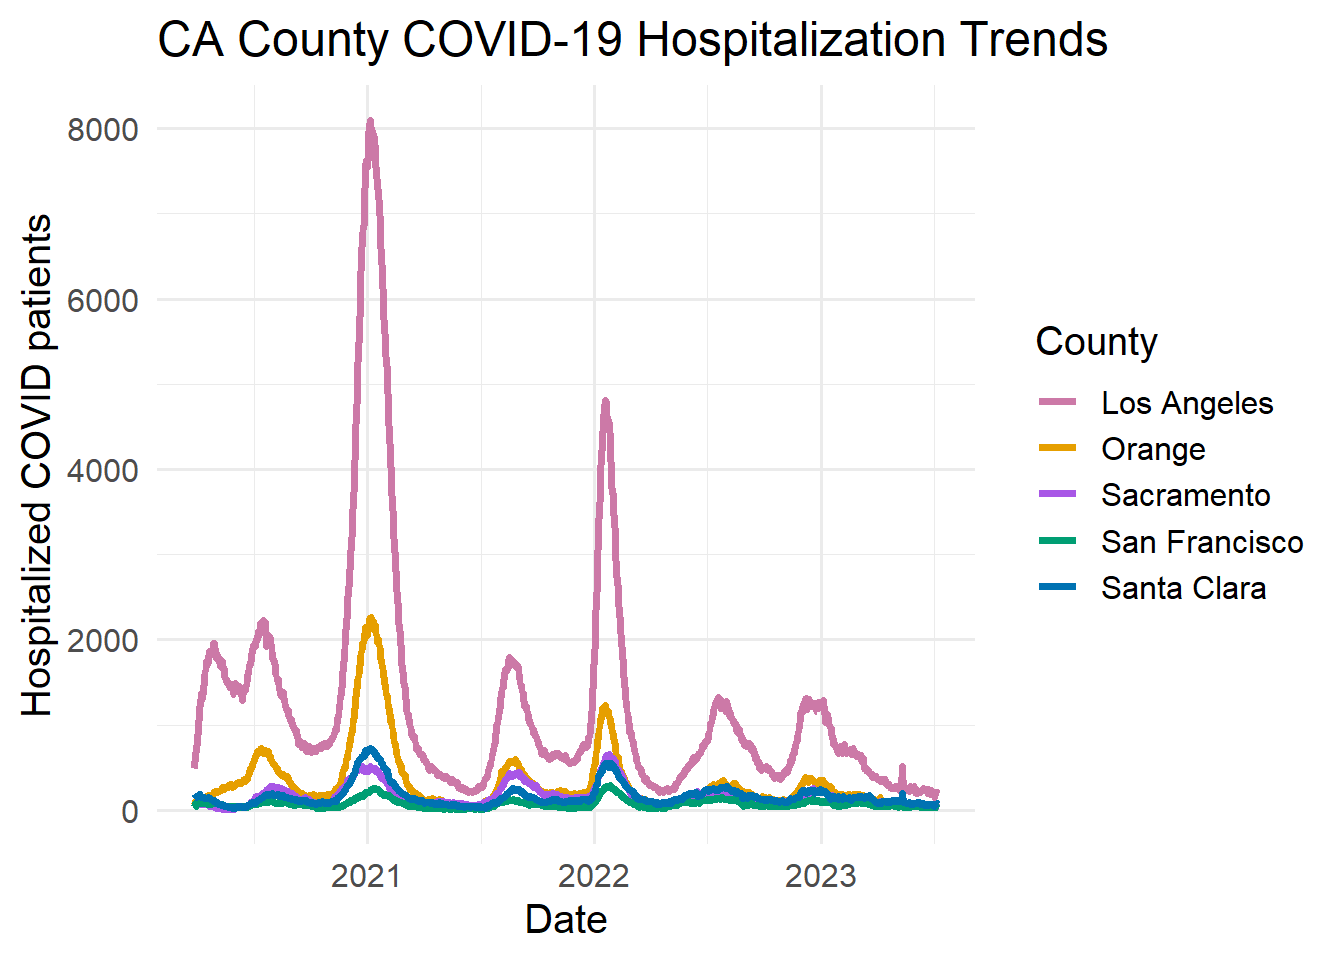 CA County COVID-19 Hospitalization Trends
Hospitalized COVID patients
8000
6000
4000
2000
0
2021
2022
2023
Date
County
Los Angeles
Orange
Sacramento
San Francisco
Santa Clara